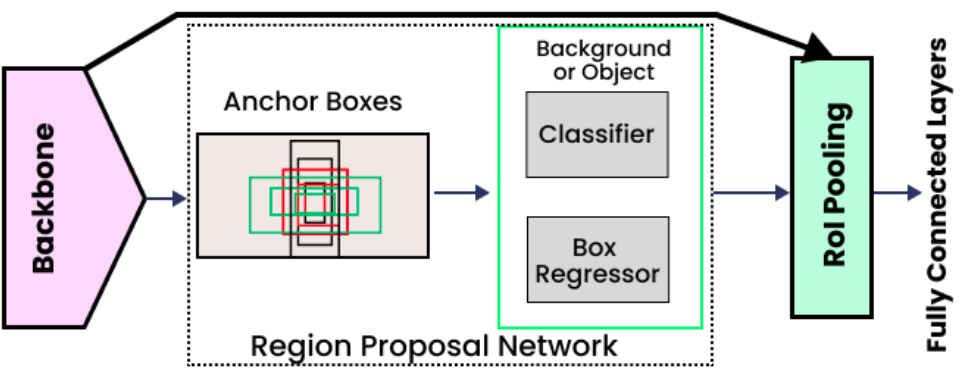 Backbone
Anchor Boxes
Background
or Object
Classifier
Box
Regressor
Region Proposal Network
RoI Pooling
Fully Connected Layers